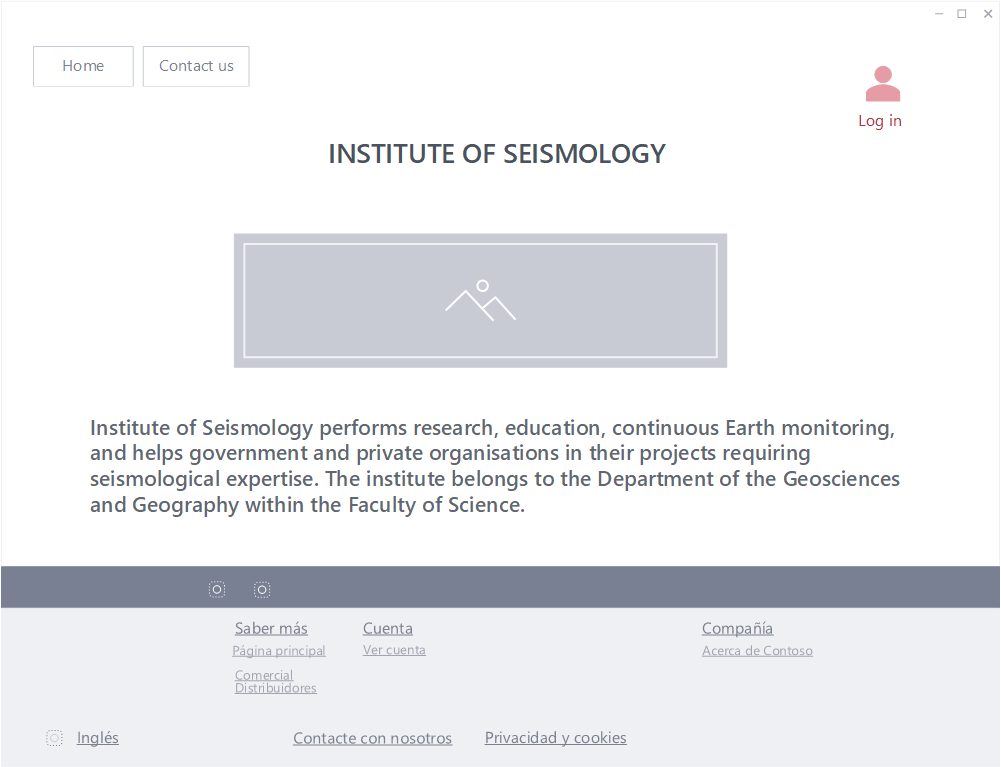 Home
Contact us
Log in
INSTITUTE OF SEISMOLOGY
Institute of Seismology performs research, education, continuous Earth monitoring,
and helps government and private organisations in their projects requiring
seismological expertise. The institute belongs to the Department of the Geosciences
and Geography within the Faculty of Science.
Saber más
Cuenta
Compañía
Página principal
Ver cuenta
Acerca de Contoso
Comercial
Distribuidores
Inglés
Contacte con nosotros
Privacidad y cookies